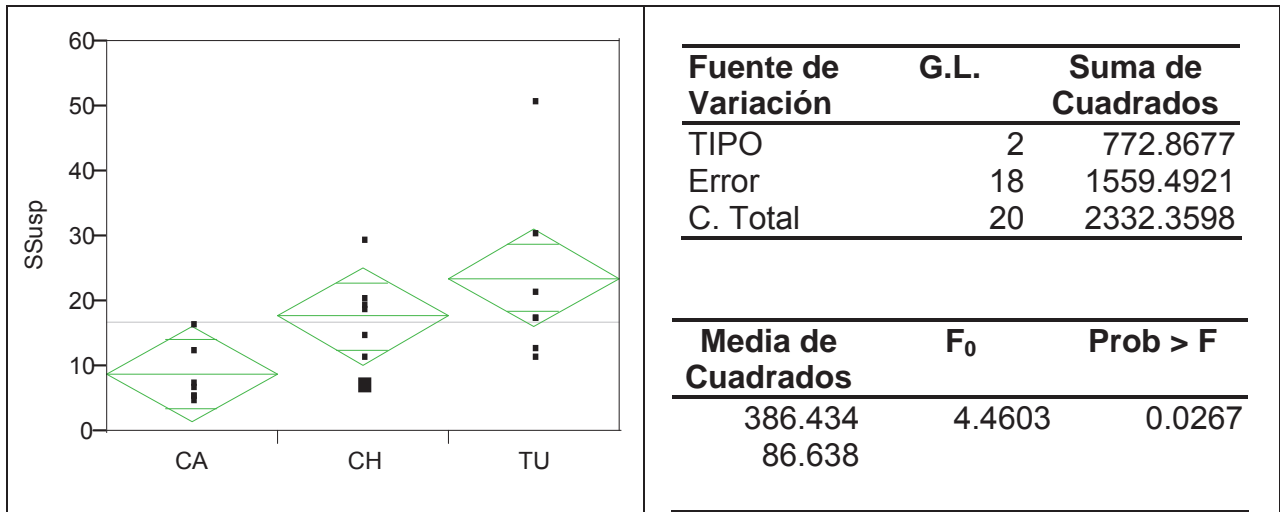 60
50
40
30
20
10
0
SSusp
CA CH TU
Fuente de Variación G.L. Suma de Cuadrados
TIPO 2 772.8677
Error 18 1559.4921
C. Total 20 2332.3598
Media de Cuadrados F₀ Prob > F
386.434 4.4603 0.0267
86.638